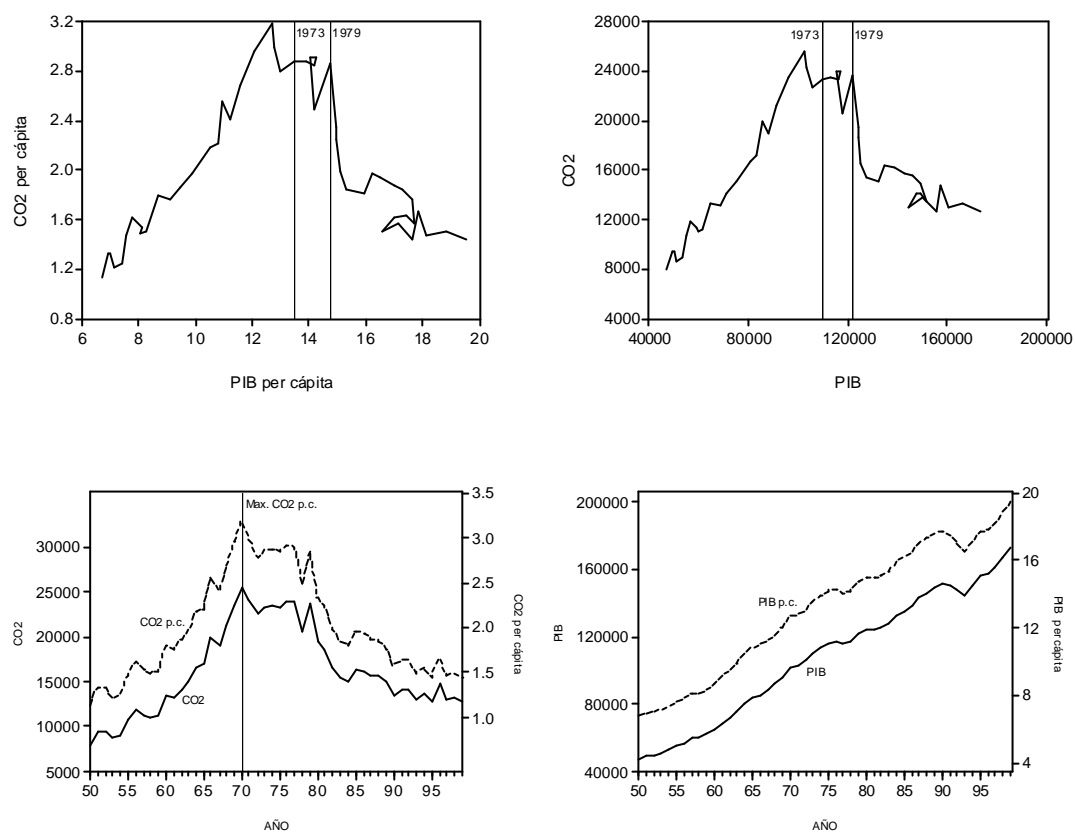 3.2
2.8
2.4
2.0
1.6
1.2
0.8
CO2 per cápita
1973
1979
6 8 10 12 14 16 18 20
PIB per cápita
28000
24000
20000
16000
12000
8000
4000
CO2
1973
1979
40000 80000 120000 160000 200000
PIB
30000
25000
20000
15000
10000
5000
CO2
3.5
3.0
2.5
2.0
1.5
1.0
CO2 per cápita
Max. CO2 p.c.
CO2 p.c.
CO2
50 55 60 65 70 75 80 85 90 95
AÑO
200000
160000
120000
80000
40000
PIB
20
16
12
8
4
PIB per cápita
PIB p.c.
PIB
50 55 60 65 70 75 80 85 90 95
AÑO